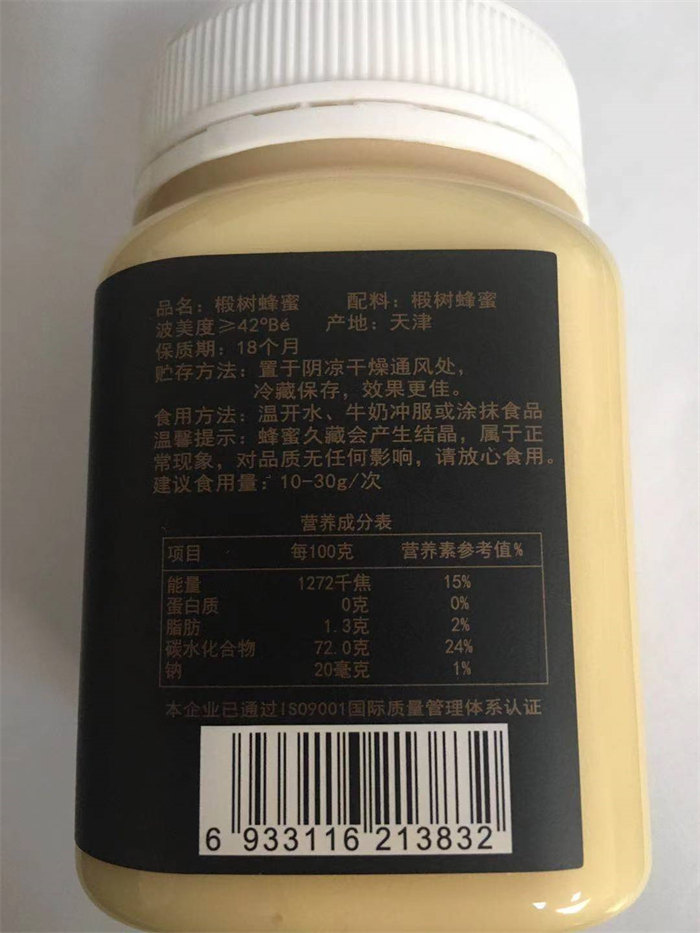 品名：椴树蜂蜜 配料：椴树蜂蜜
波美度≥42°Bé 产地：天津
保质期：18个月
贮存方法：置于阴凉干燥通风处，
冷藏保存，效果更佳。
食用方法：温开水、牛奶冲服或涂抹食品
温馨提示：蜂蜜久藏会产生结晶，属于正
常现象，对品质无任何影响，请放心食用。
建议食用量：10-30g/次
营养成分表
项目 每100克 营养素参考值%
能量 1272千焦 15%
蛋白质 0克 0%
脂肪 1.3克 2%
碳水化合物 72.0克 24%
钠 20毫克 1%
本企业已通过ISO9001国际质量管理体系认证
6 933116 213832